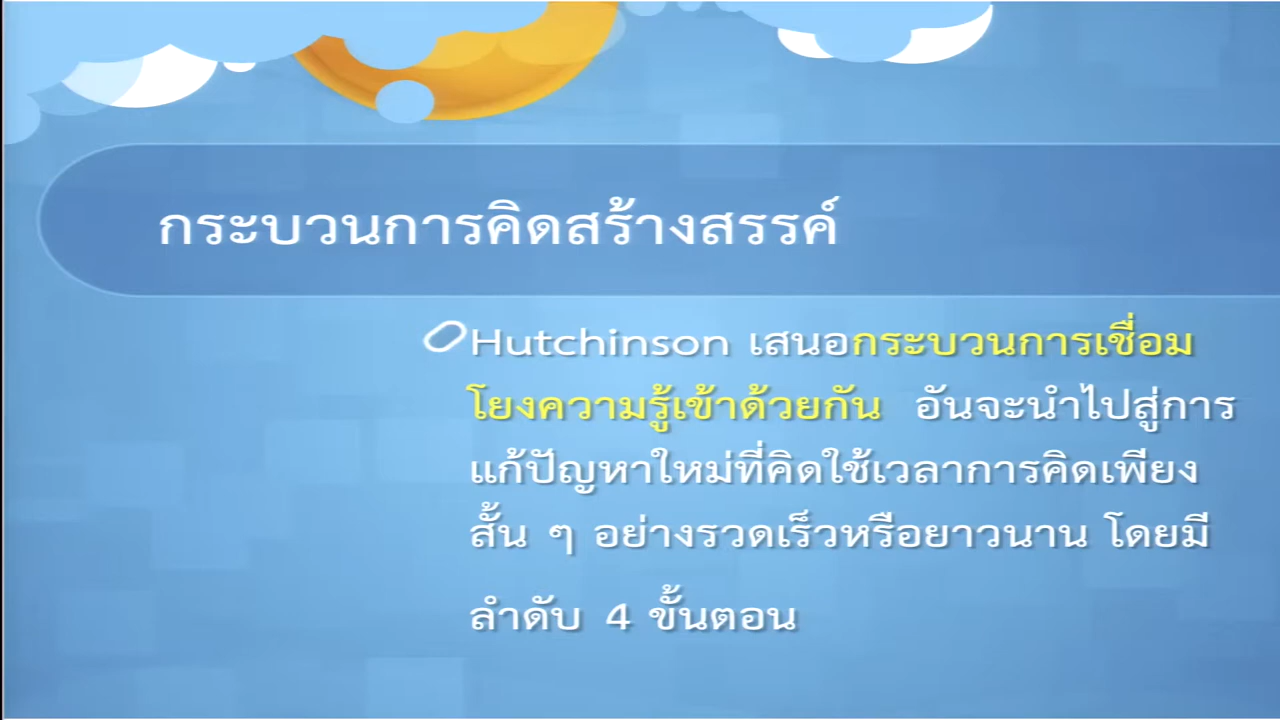 กระบวนการคิดสร้างสรรค์
Hutchinson เสนอกระบวนการเชื่อม
โยงความรู้เข้าด้วยกัน อันจะนำไปสู่การ
แก้ปัญหาใหม่ที่คิดใช้เวลาการคิดเพียง
สั้น ๆ อย่างรวดเร็วหรือยาวนาน โดยมี
ลำดับ 4 ขั้นตอน